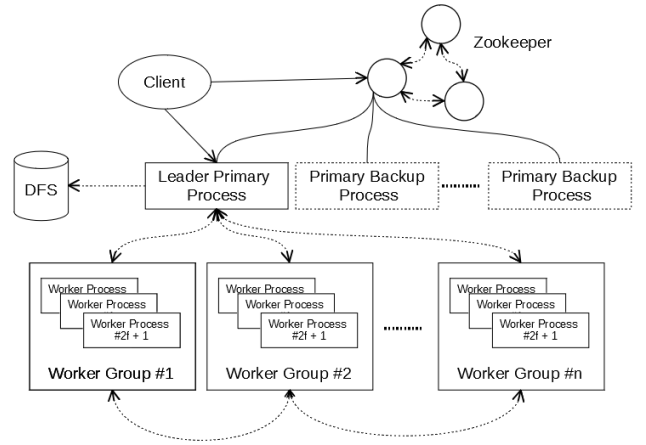 Zookeeper
Client
DFS
Leader Primary
Process
Primary Backup
Process
Primary Backup
Process
Worker Process
Worker Process
Worker Process
#2f + 1
Worker Group #1
Worker Process
Worker Process
Worker Process
#2f + 1
Worker Group #2
Worker Process
Worker Process
Worker Process
#2f + 1
Worker Group #n